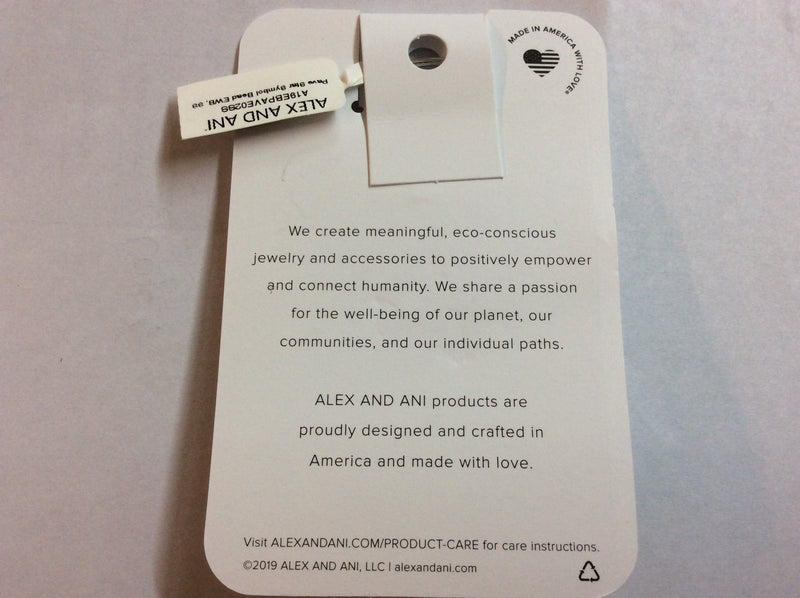 MADE IN AMERICA WITH LOVE®
ALEX AND ANI
A19EBPAVE02SS
Pave Star Symbol Bead EWB, SS
We create meaningful, eco-conscious
jewelry and accessories to positively empower
and connect humanity. We share a passion
for the well-being of our planet, our
communities, and our individual paths.
ALEX AND ANI products are
proudly designed and crafted in
America and made with love.
Visit ALEXANDANI.COM/PRODUCT-CARE for care instructions.
©2019 ALEX AND ANI, LLC | alexandani.com